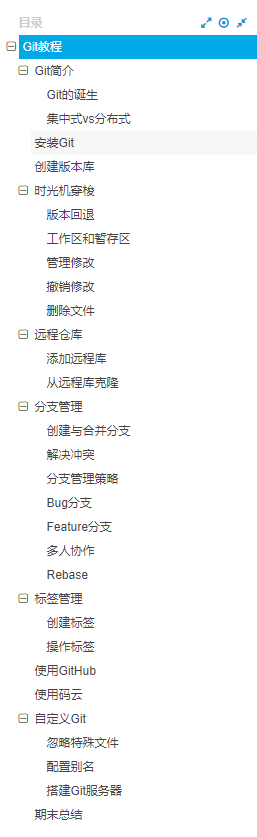 目录
Git教程
Git简介
Git的诞生
集中式vs分布式
安装Git
创建版本库
时光机穿梭
版本回退
工作区和暂存区
管理修改
撤销修改
删除文件
远程仓库
添加远程库
从远程库克隆
分支管理
创建与合并分支
解决冲突
分支管理策略
Bug分支
Feature分支
多人协作
Rebase
标签管理
创建标签
操作标签
使用GitHub
使用码云
自定义Git
忽略特殊文件
配置别名
搭建Git服务器
期末总结